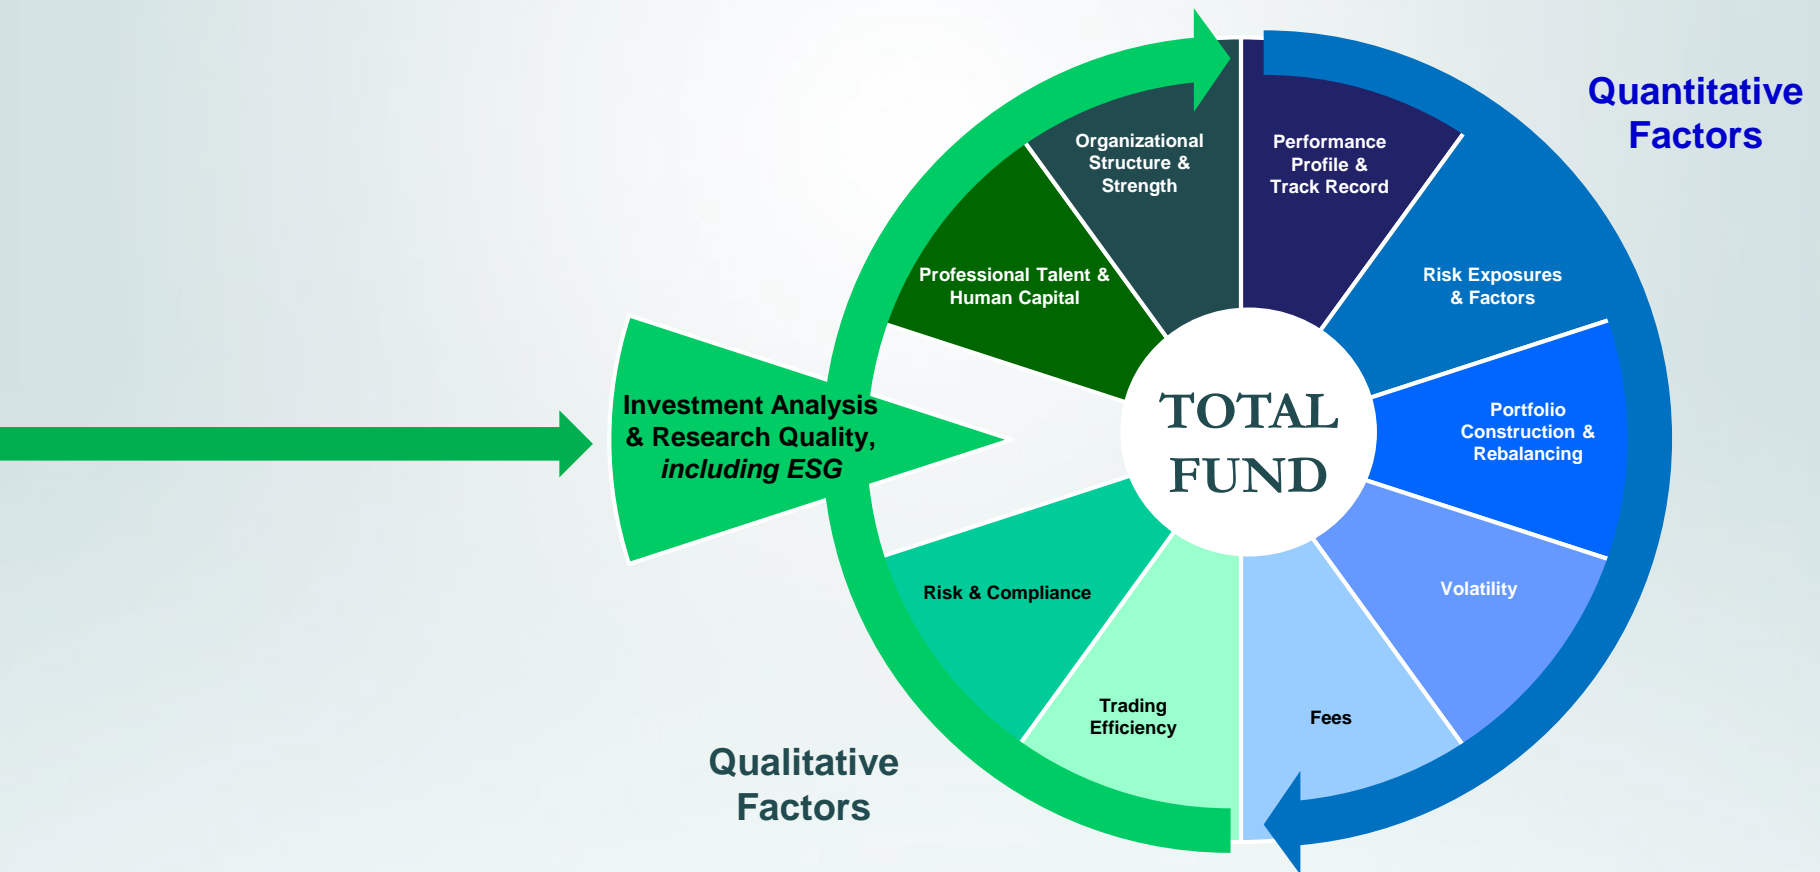 Quantitative
Factors
Organizational
Structure &
Strength
Performance
Profile &
Track Record
Professional Talent &
Human Capital
Risk Exposures
& Factors
Investment Analysis
& Research Quality,
including ESG
TOTAL
FUND
Portfolio
Construction &
Rebalancing
Risk & Compliance
Volatility
Trading
Efficiency
Fees
Qualitative
Factors